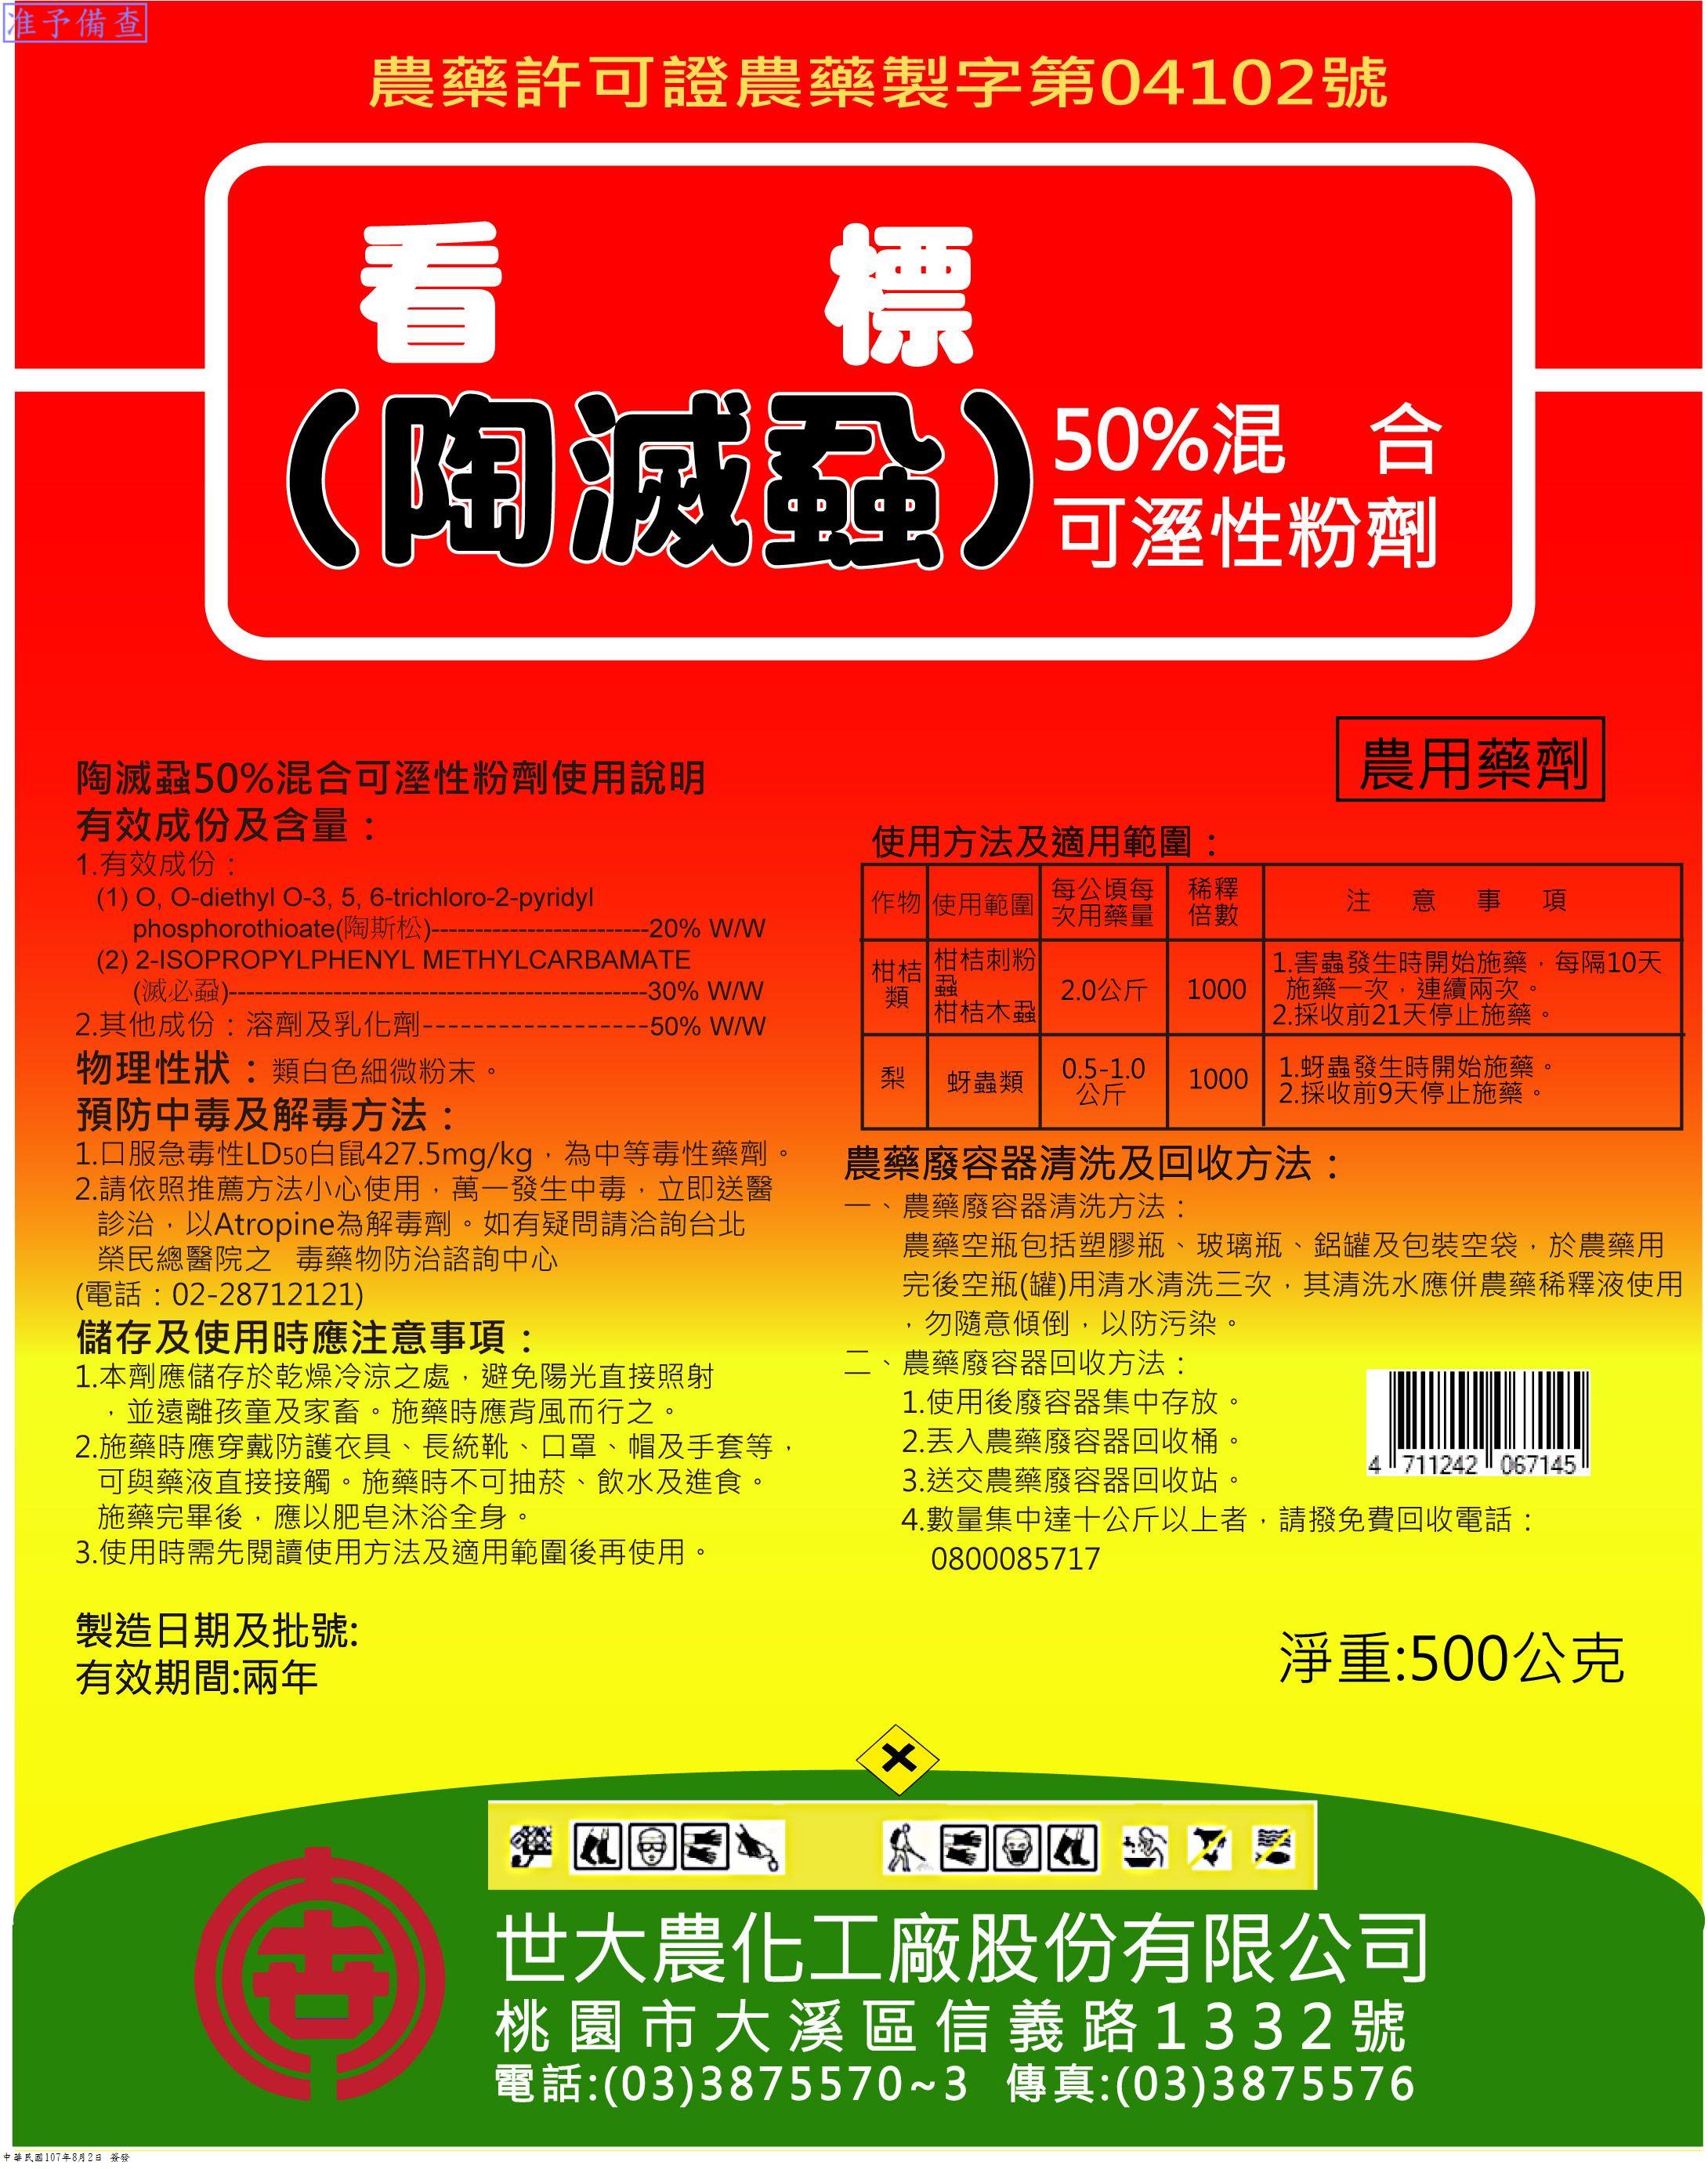 准予備查
農藥許可證農藥製字第04102號
看 標
(陶滅蝨)
50%混 合
可溼性粉劑
農用藥劑
陶滅蝨50%混合可溼性粉劑使用說明
有效成份及含量：
1.有效成份：
(1) O, O-diethyl O-3, 5, 6-trichloro-2-pyridyl
phosphorothioate(陶斯松)-------------------------20% W/W
(2) 2-ISOPROPYLPHENYL METHYLCARBAMATE
(滅必蝨)------------------------------------------------30% W/W
2.其他成份：溶劑及乳化劑------------------50% W/W
物理性狀：類白色細微粉末。
預防中毒及解毒方法：
1.口服急毒性LD50白鼠427.5mg/kg，為中等毒性藥劑。
2.請依照推薦方法小心使用，萬一發生中毒，立即送醫
診治，以Atropine為解毒劑。如有疑問請洽詢台北
榮民總醫院之 毒藥物防治諮詢中心
(電話：02-28712121)
儲存及使用時應注意事項：
1.本劑應儲存於乾燥冷涼之處，避免陽光直接照射
，並遠離孩童及家畜。施藥時應背風而行之。
2.施藥時應穿戴防護衣具、長統靴、口罩、帽及手套等，
可與藥液直接接觸。施藥時不可抽菸、飲水及進食。
施藥完畢後，應以肥皂沐浴全身。
3.使用時需先閱讀使用方法及適用範圍後再使用。
製造日期及批號:
有效期間:兩年
使用方法及適用範圍：
作物 使用範圍 每公頃每次用藥量 稀釋倍數 注 意 事 項
柑桔類 柑桔刺粉蝨 柑桔木蝨 2.0公斤 1000 1.害蟲發生時開始施藥，每隔10天
施藥一次，連續兩次。
2.採收前21天停止施藥。
梨 蚜蟲類 0.5-1.0公斤 1000 1.蚜蟲發生時開始施藥。
2.採收前9天停止施藥。
農藥廢容器清洗及回收方法：
一、農藥廢容器清洗方法：
農藥空瓶包括塑膠瓶、玻璃瓶、鋁罐及包裝空袋，於農藥用
完後空瓶(罐)用清水清洗三次，其清洗水應併農藥稀釋液使用
，勿隨意傾倒，以防污染。
二、農藥廢容器回收方法：
1.使用後廢容器集中存放。
2.丟入農藥廢容器回收桶。
3.送交農藥廢容器回收站。
4.數量集中達十公斤以上者，請撥免費回收電話：
0800085717
4 711242 067145
淨重:500公克
世大農化工廠股份有限公司
桃園市大溪區信義路1332號
電話:(03)3875570~3 傳真:(03)3875576
中華民國107年8月2日 簽發